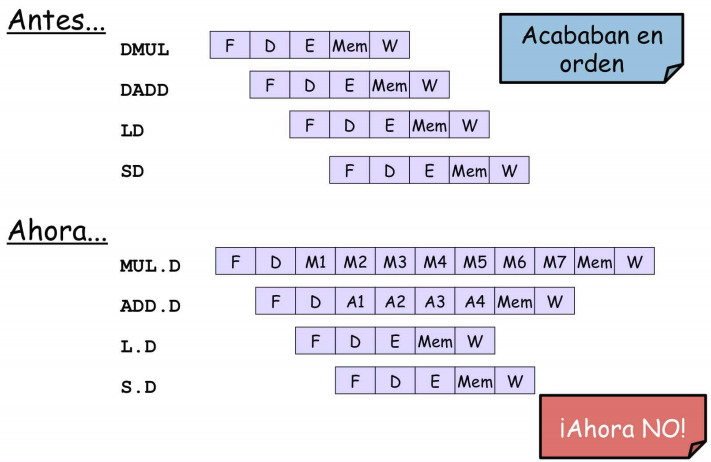 Antes...
Acababan en
orden
DMUL F D E Mem W
DADD F D E Mem W
LD F D E Mem W
SD F D E Mem W
Ahora...
MUL.D F D M1 M2 M3 M4 M5 M6 M7 Mem W
ADD.D F D A1 A2 A3 A4 Mem W
L.D F D E Mem W
S.D F D E Mem W
¡Ahora NO!